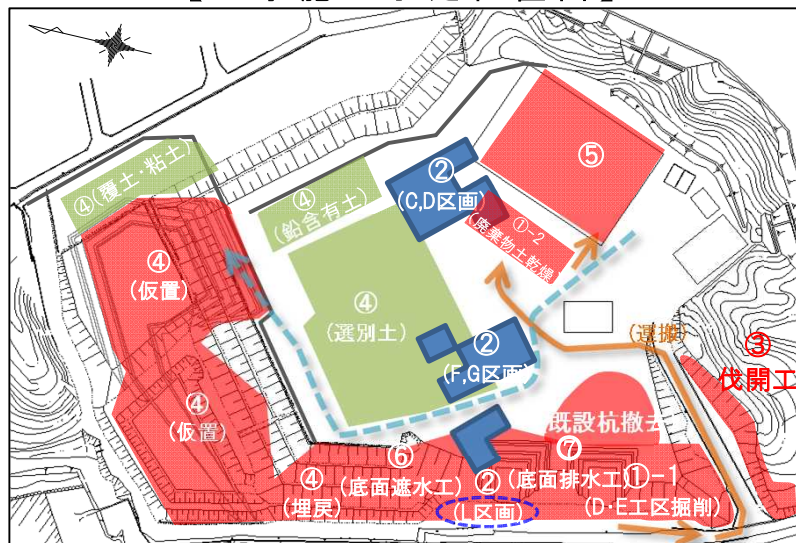 ④(覆土・粘土)
④
(鉛含有土)
②
(C,D区画)
⑤
①-2
(廃棄物土乾燥
④
(仮置)
④
(選別土)
②
(F,G区画)
(運搬)
③
伐開工
④
(仮置)
既設杭撤去
⑥
(底面遮水工)
⑦
(底面排水工)
①-1
(D・E工区掘削)
④
(埋戻)
②
(L区画)